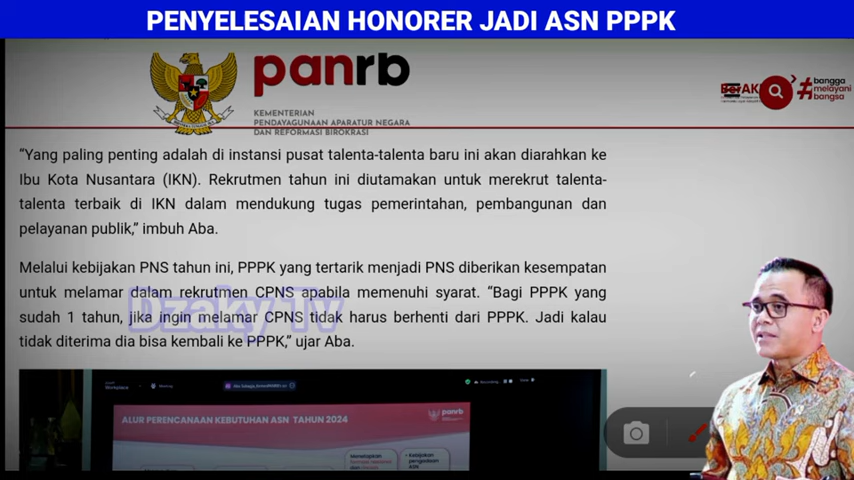 PENYELESAIAN HONORER JADI ASN PPPK
panrb
KEMENTERIAN
PENDAYAGUNAAN APARATUR NEGARA
DAN REFORMASI BIROKRASI
#
bangga
melayani
bangsa
“Yang paling penting adalah di instansi pusat talenta-talenta baru ini akan diarahkan ke
Ibu Kota Nusantara (IKN). Rekrutmen tahun ini diutamakan untuk merekrut talenta-
talenta terbaik di IKN dalam mendukung tugas pemerintahan, pembangunan dan
pelayanan publik,” imbuh Aba.
Melalui kebijakan PNS tahun ini, PPPK yang tertarik menjadi PNS diberikan kesempatan
untuk melamar dalam rekrutmen CPNS apabila memenuhi syarat. “Bagi PPPK yang
sudah 1 tahun, jika ingin melamar CPNS tidak harus berhenti dari PPPK. Jadi kalau
tidak diterima dia bisa kembali ke PPPK,” ujar Aba.
Dzaky Tv
ALUR PERENCANAAN KEBUTUHAN ASN TAHUN 2024
panrb
Menetapkan
Kebijakan
pengadaan
ASN